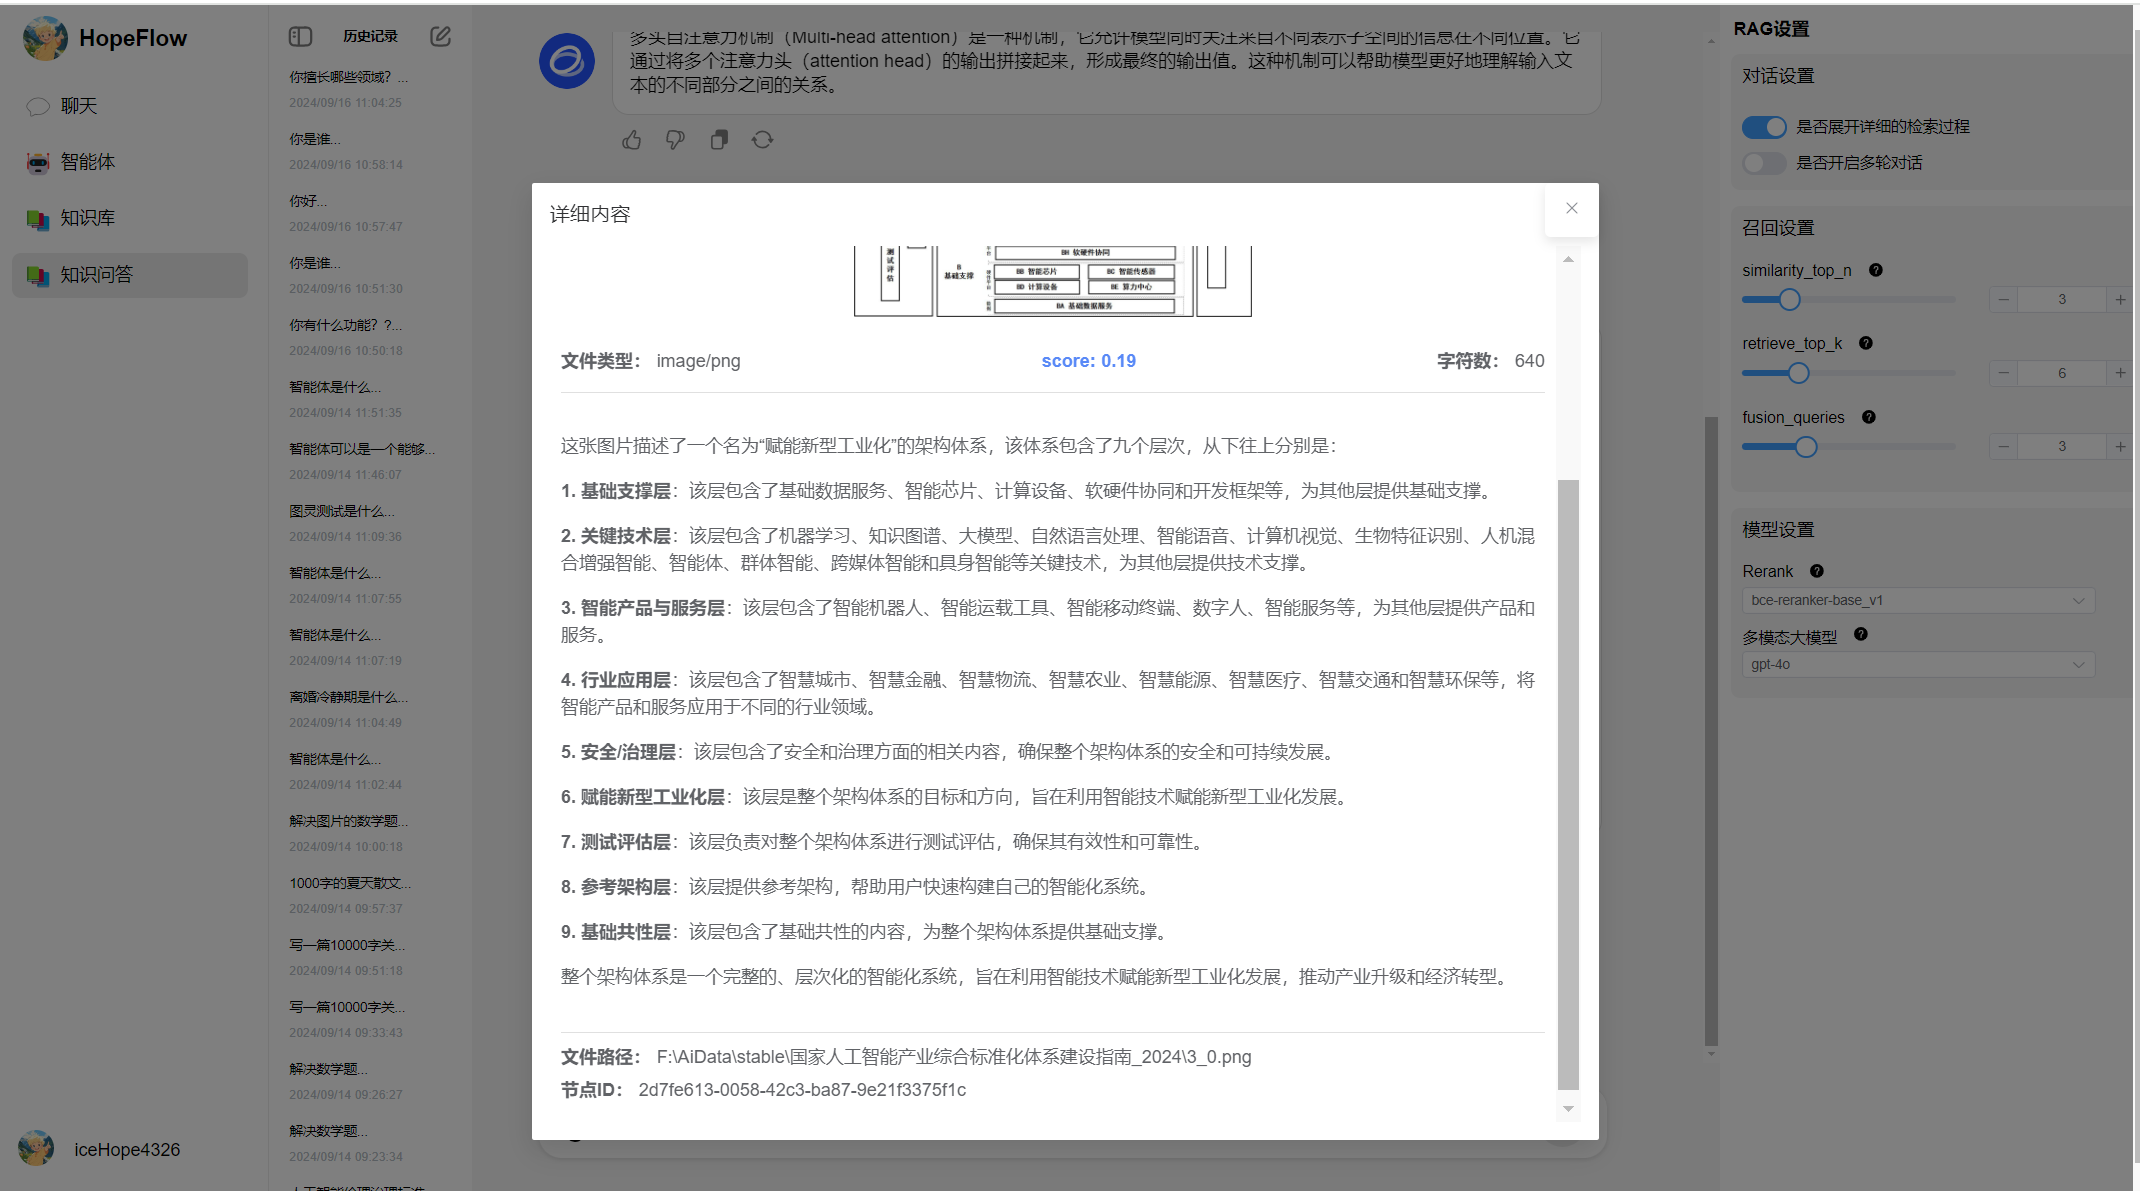 HopeFlow
聊天
智能体
知识库
知识问答
iceHope4326
历史记录
你擅长哪些领域? ...
2024/09/16 11:04:25
你是谁...
2024/09/16 10:58:14
你好...
2024/09/16 10:57:47
你是谁...
2024/09/16 10:51:30
你有什么功能? ?...
2024/09/16 10:50:18
智能体是什么...
2024/09/14 11:51:35
智能体可以是一个能够...
2024/09/14 11:46:07
图灵测试是什么...
2024/09/14 11:09:36
智能体是什么...
2024/09/14 11:07:55
智能体是什么...
2024/09/14 11:07:19
离婚冷静期是什么...
2024/09/14 11:04:49
智能体是什么...
2024/09/14 11:02:44
解决图片的数学题...
2024/09/14 10:00:18
1000字的夏天散文...
2024/09/14 09:57:37
写一篇10000字关...
2024/09/14 09:51:18
写一篇10000字关...
2024/09/14 09:33:43
解决数学题...
2024/09/14 09:26:27
解决数学题...
2024/09/14 09:23:34
多头自注意力机制（Multi-head attention）是一种机制，它允许模型同时关注来自不同表示子空间的信息在不同位置。它
通过将多个注意力头（attention head）的输出拼接起来，形成最终的输出值。这种机制可以帮助模型更好地理解输入文
本的不同部分之间的关系。
详细内容
测试评估
B 基础支撑
BH 软硬件协同
BB 智能芯片
BC 智能传感器
BD 计算设备
BE 算力中心
BA 基础数据服务
文件类型： image/png
score: 0.19
字符数： 640
这张图片描述了一个名为“赋能新型工业化”的架构体系，该体系包含了九个层次，从下往上分别是：
1. 基础支撑层：该层包含了基础数据服务、智能芯片、计算设备、软硬件协同和开发框架等，为其他层提供基础支撑。
2. 关键技术层：该层包含了机器学习、知识图谱、大模型、自然语言处理、智能语音、计算机视觉、生物特征识别、人机混
合增强智能、智能体、群体智能、跨媒体智能和具身智能等关键技术，为其他层提供技术支撑。
3. 智能产品与服务层：该层包含了智能机器人、智能运载工具、智能移动终端、数字人、智能服务等，为其他层提供产品和
服务。
4. 行业应用层：该层包含了智慧城市、智慧金融、智慧物流、智慧农业、智慧能源、智慧医疗、智慧交通和智慧环保等，将
智能产品和服务应用于不同的行业领域。
5. 安全/治理层：该层包含了安全和治理方面的相关内容，确保整个架构体系的安全和可持续发展。
6. 赋能新型工业化层：该层是整个架构体系的目标和方向，旨在利用智能技术赋能新型工业化发展。
7. 测试评估层：该层负责对整个架构体系进行测试评估，确保其有效性和可靠性。
8. 参考架构层：该层提供参考架构，帮助用户快速构建自己的智能化系统。
9. 基础共性层：该层包含了基础共性的内容，为整个架构体系提供基础支撑。
整个架构体系是一个完整的、层次化的智能化系统，旨在利用智能技术赋能新型工业化发展，推动产业升级和经济转型。
文件路径： F:\AiData\stable\国家人工智能产业综合标准化体系建设指南_2024\3_0.png
节点ID： 2d7fe613-0058-42c3-ba87-9e21f3375f1c
RAG设置
对话设置
是否展开详细的检索过程
是否开启多轮对话
召回设置
similarity_top_n
3
retrieve_top_k
6
fusion_queries
3
模型设置
Rerank
bce-reranker-base_v1
多模态大模型
gpt-4o